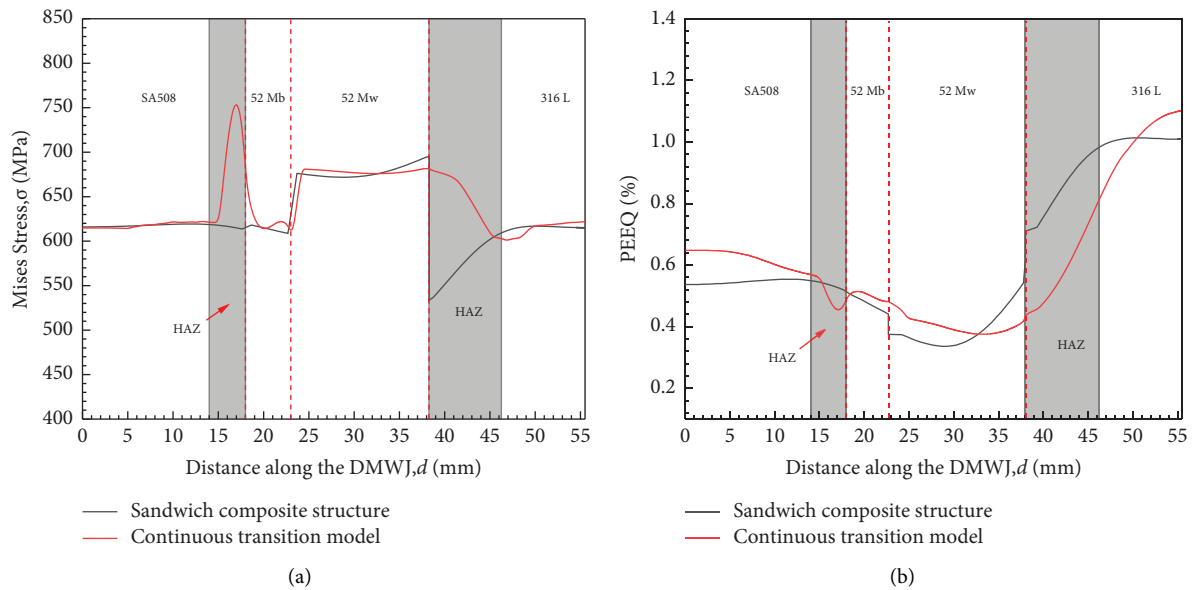 850
800
750
700
650
600
550
500
450
400
Mises Stress,σ (MPa)
SA508
52 Mb
52 Mw
316 L
HAZ
HAZ
0 5 10 15 20 25 30 35 40 45 50 55
Distance along the DMWJ,d (mm)
Sandwich composite structure
Continuous transition model
(a)
1.4
1.2
1.0
0.8
0.6
0.4
0.2
PEEQ (%)
SA508
52 Mb
52 Mw
316 L
HAZ
HAZ
0 5 10 15 20 25 30 35 40 45 50 55
Distance along the DMWJ,d (mm)
Sandwich composite structure
Continuous transition model
(b)